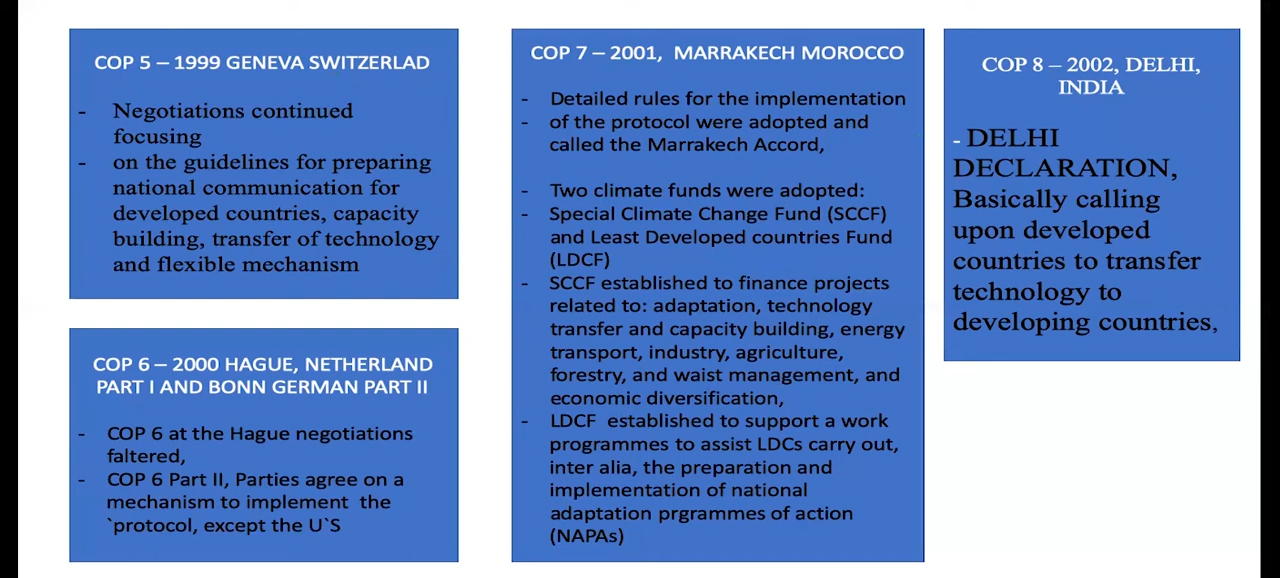 COP 5 – 1999 GENEVA SWITZERLAD
- Negotiations continued
focusing
- on the guidelines for preparing
national communication for
developed countries, capacity
building, transfer of technology
and flexible mechanism
COP 6 – 2000 HAGUE, NETHERLAND
PART I AND BONN GERMAN PART II
- COP 6 at the Hague negotiations
faltered,
- COP 6 Part II, Parties agree on a
mechanism to implement the
`protocol, except the U`S
COP 7 – 2001, MARRAKECH MOROCCO
- Detailed rules for the implementation
- of the protocol were adopted and
called the Marrakech Accord,
- Two climate funds were adopted:
- Special Climate Change Fund (SCCF)
and Least Developed countries Fund
(LDCF)
- SCCF established to finance projects
related to: adaptation, technology
transfer and capacity building, energy
transport, industry, agriculture,
forestry, and waist management, and
economic diversification,
- LDCF established to support a work
programmes to assist LDCs carry out,
inter alia, the preparation and
implementation of national
adaptation prgrammes of action
(NAPAs)
COP 8 – 2002, DELHI,
INDIA
- DELHI
DECLARATION,
Basically calling
upon developed
countries to transfer
technology to
developing countries,